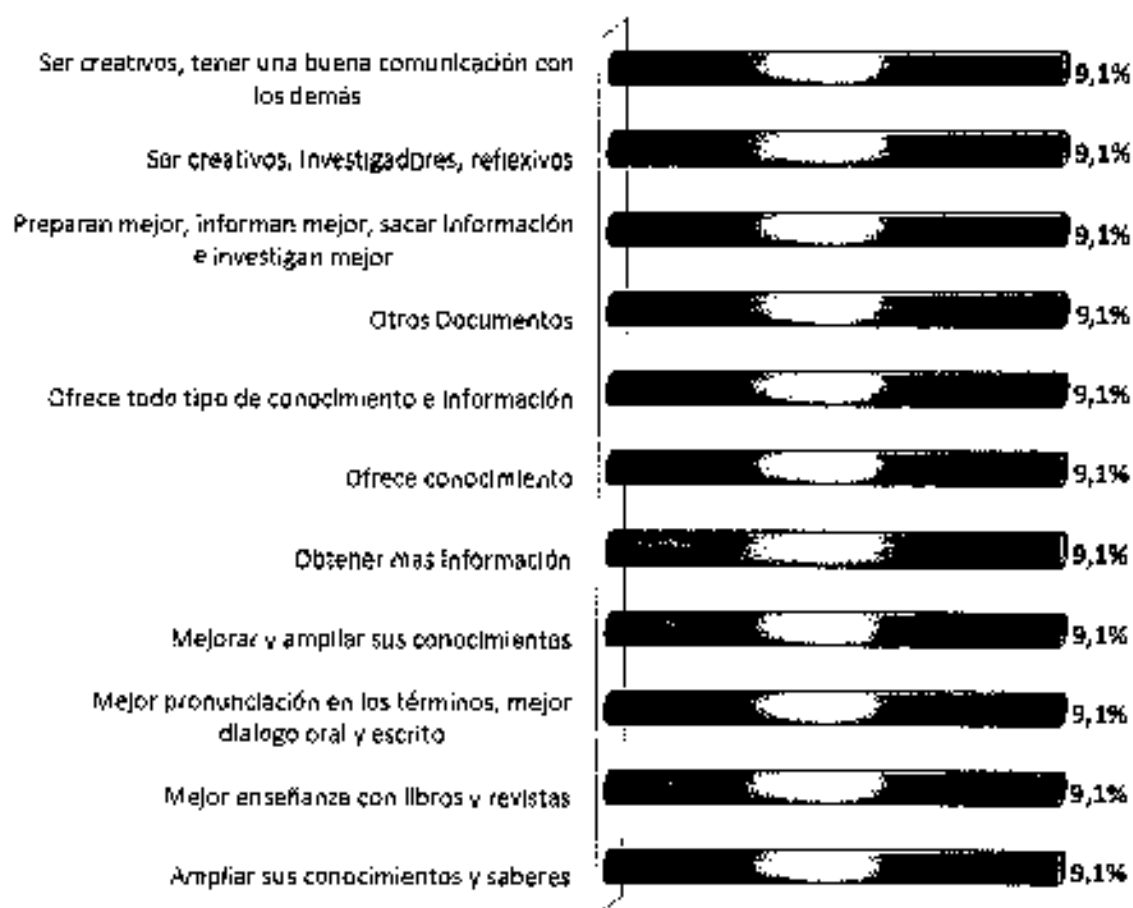 Ser creativos, tener una buena comunicación con
los demás
9,1%
Ser creativos, Investigadores, reflexivos
9,1%
Preparan mejor, informan mejor, sacar Información
e investigan mejor
9,1%
Otros Documentos
9,1%
Ofrece todo tipo de conocimiento e Información
9,1%
Ofrece conocimiento
9,1%
Obtener mas Información
9,1%
Mejorar y ampliar sus conocimientos
9,1%
Mejor pronunciación en los términos, mejor
dialogo oral y escrito
9,1%
Mejor enseñanza con libros y revistas
9,1%
Ampliar sus conocimientos y saberes
9,1%